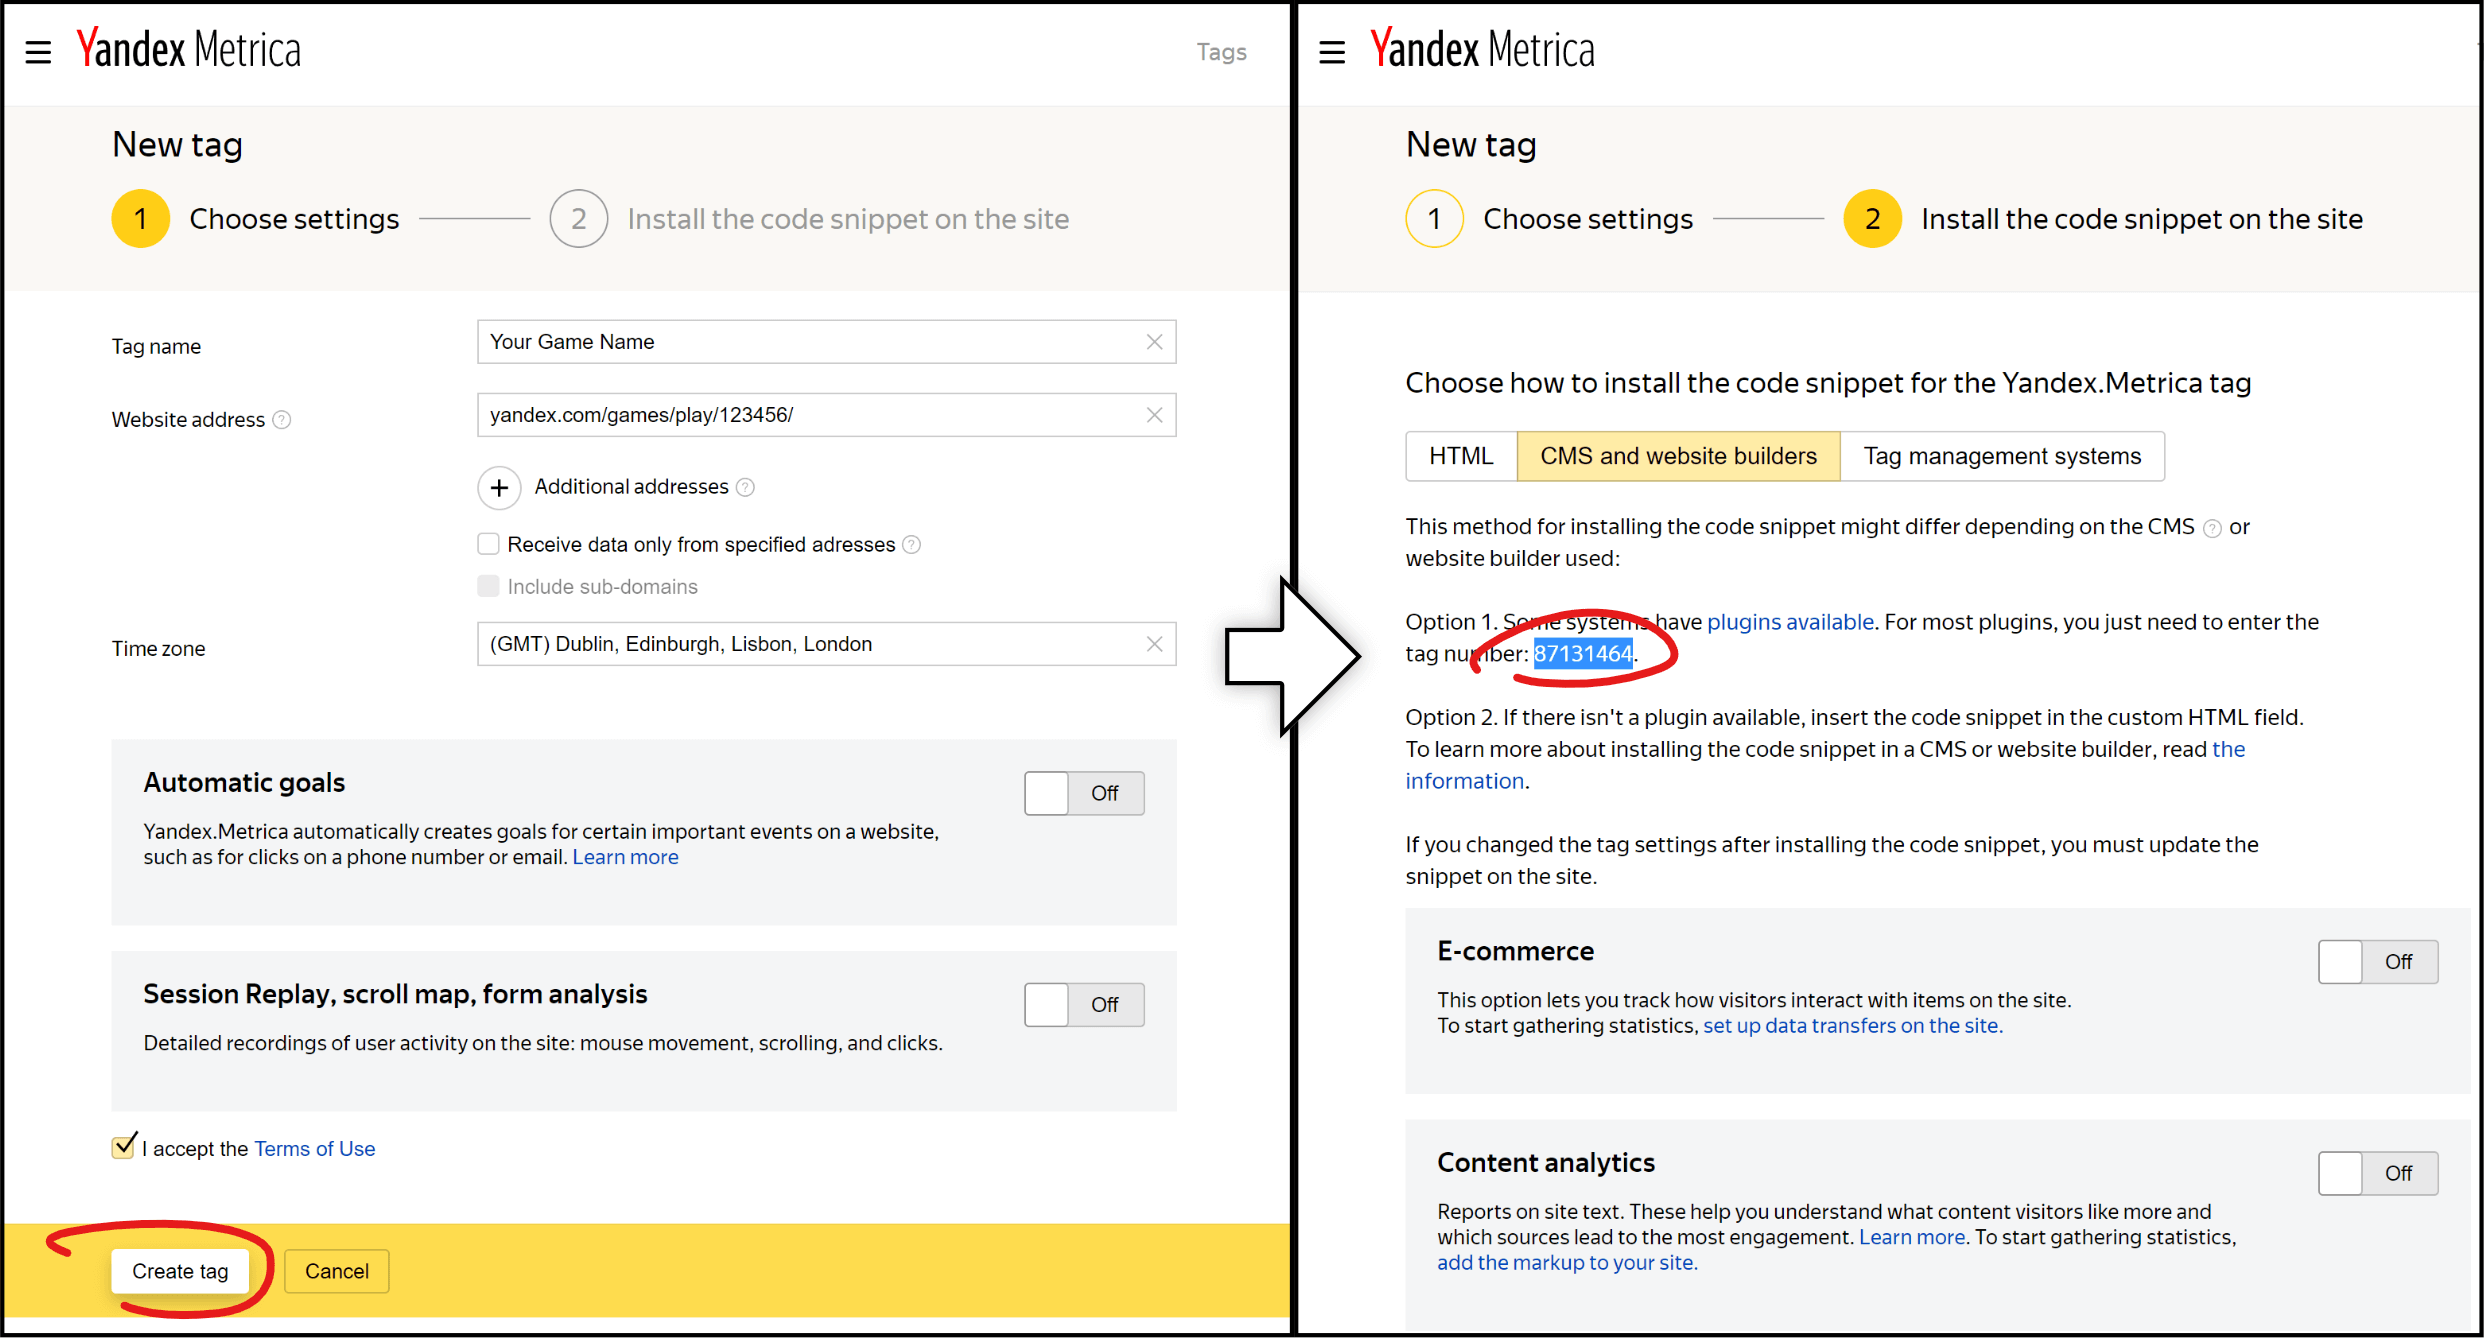 Yandex Metrica
Tags
New tag
1 Choose settings 2 Install the code snippet on the site
Tag name
Your Game Name
Website address ?
yandex.com/games/play/123456/
+ Additional addresses ?
Receive data only from specified adresses ?
Include sub-domains
Time zone
(GMT) Dublin, Edinburgh, Lisbon, London
Automatic goals
Off
Yandex.Metrica automatically creates goals for certain important events on a website,
such as for clicks on a phone number or email. Learn more
Session Replay, scroll map, form analysis
Off
Detailed recordings of user activity on the site: mouse movement, scrolling, and clicks.
I accept the Terms of Use
Create tag
Cancel
Yandex Metrica
New tag
1 Choose settings 2 Install the code snippet on the site
Choose how to install the code snippet for the Yandex.Metrica tag
HTML
CMS and website builders
Tag management systems
This method for installing the code snippet might differ depending on the CMS ? or
website builder used:
Option 1. Some systems have plugins available. For most plugins, you just need to enter the
tag number: 87131464.
Option 2. If there isn't a plugin available, insert the code snippet in the custom HTML field.
To learn more about installing the code snippet in a CMS or website builder, read the
information.
If you changed the tag settings after installing the code snippet, you must update the
snippet on the site.
E-commerce
Off
This option lets you track how visitors interact with items on the site.
To start gathering statistics, set up data transfers on the site.
Content analytics
Off
Reports on site text. These help you understand what content visitors like more and
which sources lead to the most engagement. Learn more. To start gathering statistics,
add the markup to your site.